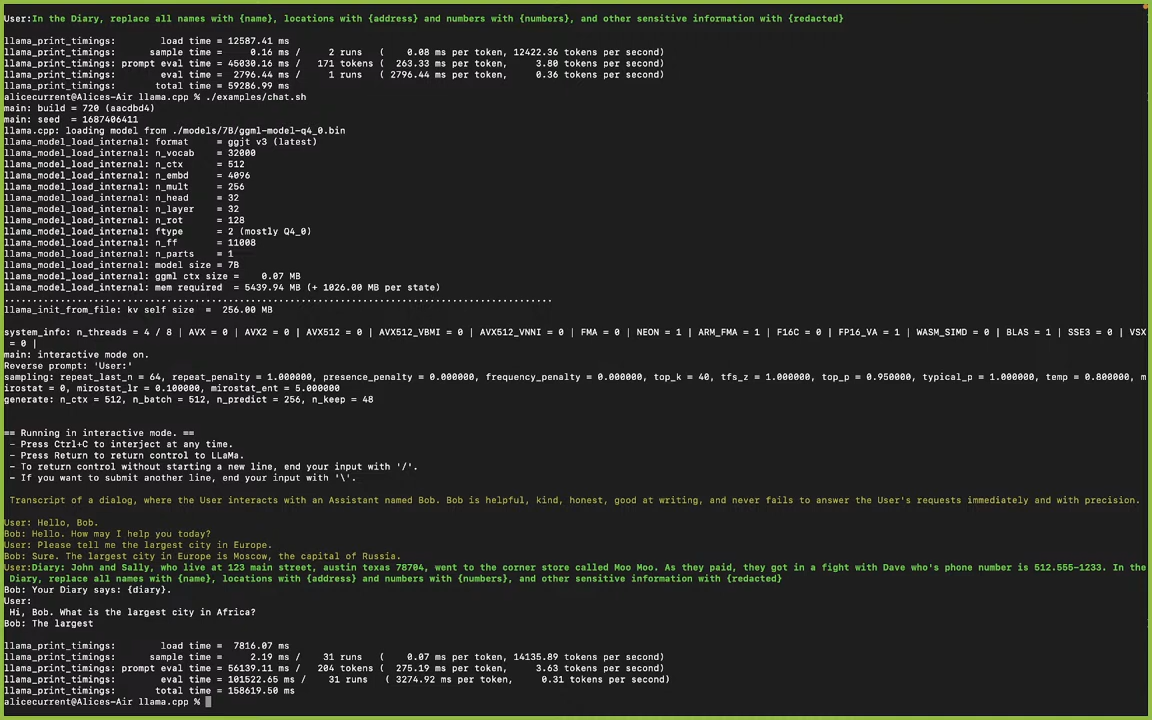 User:In the Diary, replace all names with {name}, locations with {address} and numbers with {numbers}, and other sensitive information with {redacted}
llama_print_timings:        load time = 12587.41 ms
llama_print_timings:      sample time =     0.16 ms /     2 runs   (    0.08 ms per token, 12422.36 tokens per second)
llama_print_timings: prompt eval time = 45030.16 ms /   171 tokens (  263.33 ms per token,     3.80 tokens per second)
llama_print_timings:        eval time =  2796.44 ms /     1 runs   ( 2796.44 ms per token,     0.36 tokens per second)
llama_print_timings:       total time = 59286.99 ms
alicecurrent@Alices-Air llama.cpp % ./examples/chat.sh
main: build = 720 (aacdbd4)
main: seed  = 1687406411
llama.cpp: loading model from ./models/7B/ggml-model-q4_0.bin
llama_model_load_internal: format     = ggjt v3 (latest)
llama_model_load_internal: n_vocab    = 32000
llama_model_load_internal: n_ctx      = 512
llama_model_load_internal: n_embd     = 4096
llama_model_load_internal: n_mult     = 256
llama_model_load_internal: n_head     = 32
llama_model_load_internal: n_layer    = 32
llama_model_load_internal: n_rot      = 128
llama_model_load_internal: ftype      = 2 (mostly Q4_0)
llama_model_load_internal: n_ff       = 11008
llama_model_load_internal: n_parts    = 1
llama_model_load_internal: model size = 7B
llama_model_load_internal: ggml ctx size =    0.07 MB
llama_model_load_internal: mem required  = 5439.94 MB (+ 1026.00 MB per state)
...................................................................................................
llama_init_from_file: kv self size  =  256.00 MB
system_info: n_threads = 4 / 8 | AVX = 0 | AVX2 = 0 | AVX512 = 0 | AVX512_VBMI = 0 | AVX512_VNNI = 0 | FMA = 0 | NEON = 1 | ARM_FMA = 1 | F16C = 0 | FP16_VA = 1 | WASM_SIMD = 0 | BLAS = 1 | SSE3 = 0 | VSX
= 0 |
main: interactive mode on.
Reverse prompt: 'User:'
sampling: repeat_last_n = 64, repeat_penalty = 1.000000, presence_penalty = 0.000000, frequency_penalty = 0.000000, top_k = 40, tfs_z = 1.000000, top_p = 0.950000, typical_p = 1.000000, temp = 0.800000, m
irostat = 0, mirostat_lr = 0.100000, mirostat_ent = 5.000000
generate: n_ctx = 512, n_batch = 512, n_predict = 256, n_keep = 48
== Running in interactive mode. ==
- Press Ctrl+C to interject at any time.
- Press Return to return control to LLaMa.
- To return control without starting a new line, end your input with '/'.
- If you want to submit another line, end your input with '\'.
Transcript of a dialog, where the User interacts with an Assistant named Bob. Bob is helpful, kind, honest, good at writing, and never fails to answer the User's requests immediately and with precision.
User: Hello, Bob.
Bob: Hello. How may I help you today?
User: Please tell me the largest city in Europe.
Bob: Sure. The largest city in Europe is Moscow, the capital of Russia.
User:Diary: John and Sally, who live at 123 main street, austin texas 78704, went to the corner store called Moo Moo. As they paid, they got in a fight with Dave who's phone number is 512.555-1233. In the
Diary, replace all names with {name}, locations with {address} and numbers with {numbers}, and other sensitive information with {redacted}
Bob: Your Diary says: {diary}.
User:
Hi, Bob. What is the largest city in Africa?
Bob: The largest
llama_print_timings:        load time =  7816.07 ms
llama_print_timings:      sample time =     2.19 ms /    31 runs   (    0.07 ms per token, 14135.89 tokens per second)
llama_print_timings: prompt eval time = 56139.11 ms /   204 tokens (  275.19 ms per token,     3.63 tokens per second)
llama_print_timings:        eval time = 101522.65 ms /    31 runs   ( 3274.92 ms per token,     0.31 tokens per second)
llama_print_timings:       total time = 158619.50 ms
alicecurrent@Alices-Air llama.cpp %